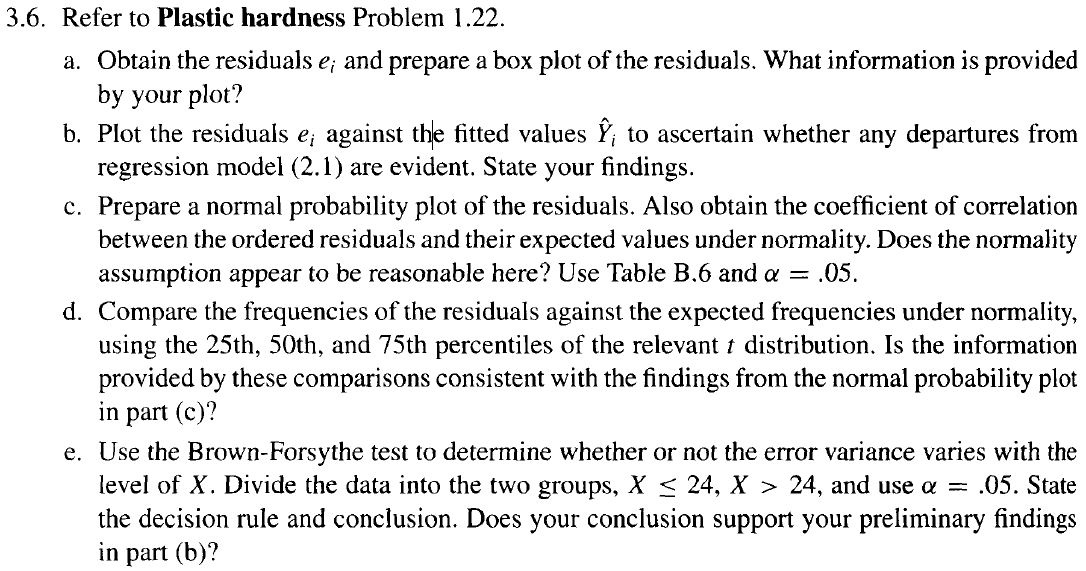 3.6. Refer to Plastic hardness Problem 1.22.
a. Obtain the residuals eᵢ and prepare a box plot of the residuals. What information is provided
by your plot?
b. Plot the residuals eᵢ against the fitted values Ŷᵢ to ascertain whether any departures from
regression model (2.1) are evident. State your findings.
c. Prepare a normal probability plot of the residuals. Also obtain the coefficient of correlation
between the ordered residuals and their expected values under normality. Does the normality
assumption appear to be reasonable here? Use Table B.6 and α = .05.
d. Compare the frequencies of the residuals against the expected frequencies under normality,
using the 25th, 50th, and 75th percentiles of the relevant t distribution. Is the information
provided by these comparisons consistent with the findings from the normal probability plot
in part (c)?
e. Use the Brown-Forsythe test to determine whether or not the error variance varies with the
level of X. Divide the data into the two groups, X ≤ 24, X > 24, and use α = .05. State
the decision rule and conclusion. Does your conclusion support your preliminary findings
in part (b)?